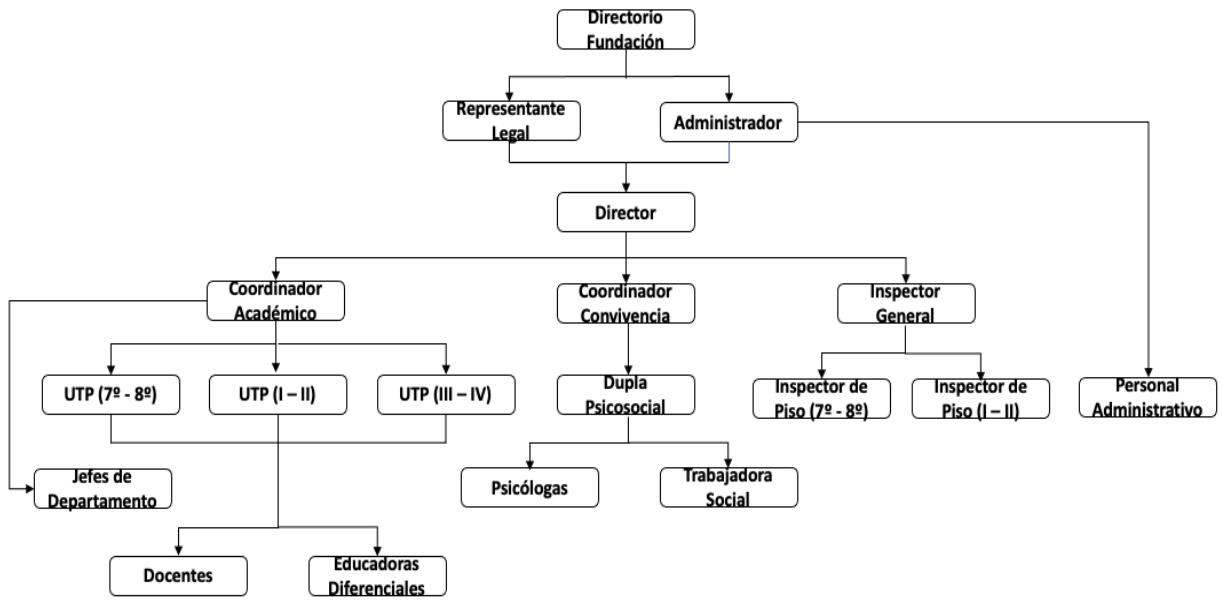 Directorio
Fundación
Representante
Legal
Administrador
Director
Coordinador
Académico
Coordinador
Convivencia
Inspector
General
UTP (7º - 8º)
UTP (I – II)
UTP (III – IV)
Dupla
Psicosocial
Inspector de
Piso (7º - 8º)
Inspector de
Piso (I – II)
Personal
Administrativo
Jefes de
Departamento
Psicólogas
Trabajadora
Social
Docentes
Educadoras
Diferenciales